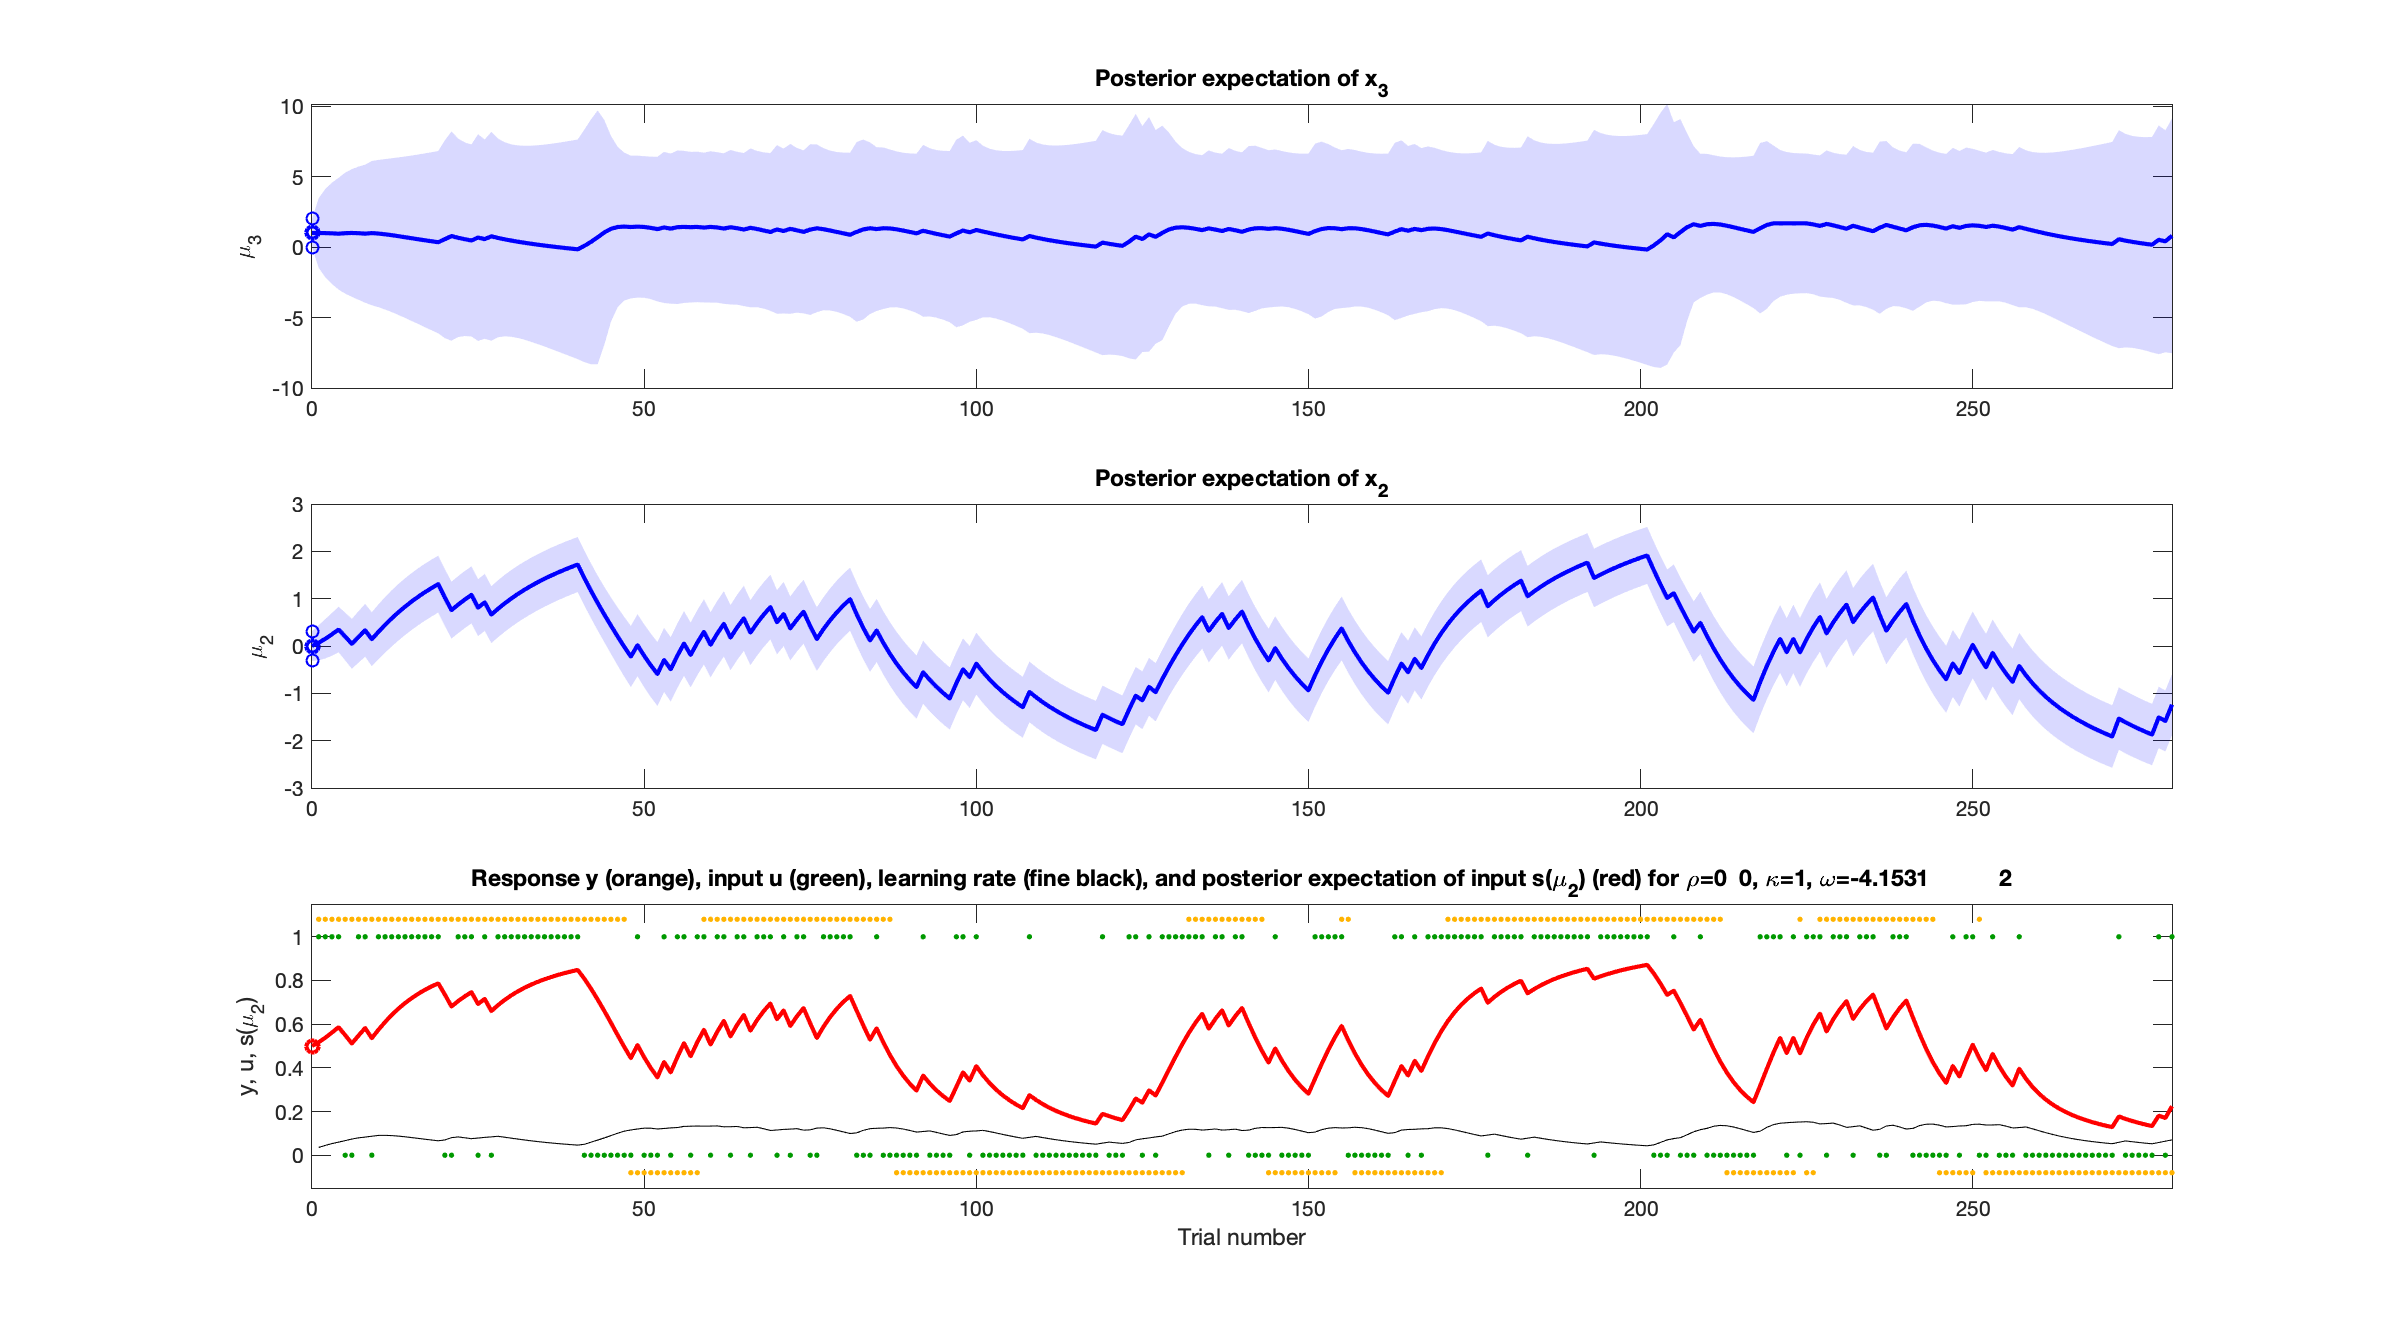 Posterior expectation of x₃
10
5
0
-5
-10
μ₃
0 50 100 150 200 250
Posterior expectation of x₂
3
2
1
0
-1
-2
-3
μ₂
0 50 100 150 200 250
Response y (orange), input u (green), learning rate (fine black), and posterior expectation of input s(μ₂) (red) for ρ=0 0, κ=1, ω=-4.1531 2
1
0.8
0.6
0.4
0.2
0
y, u, s(μ₂)
0 50 100 150 200 250
Trial number